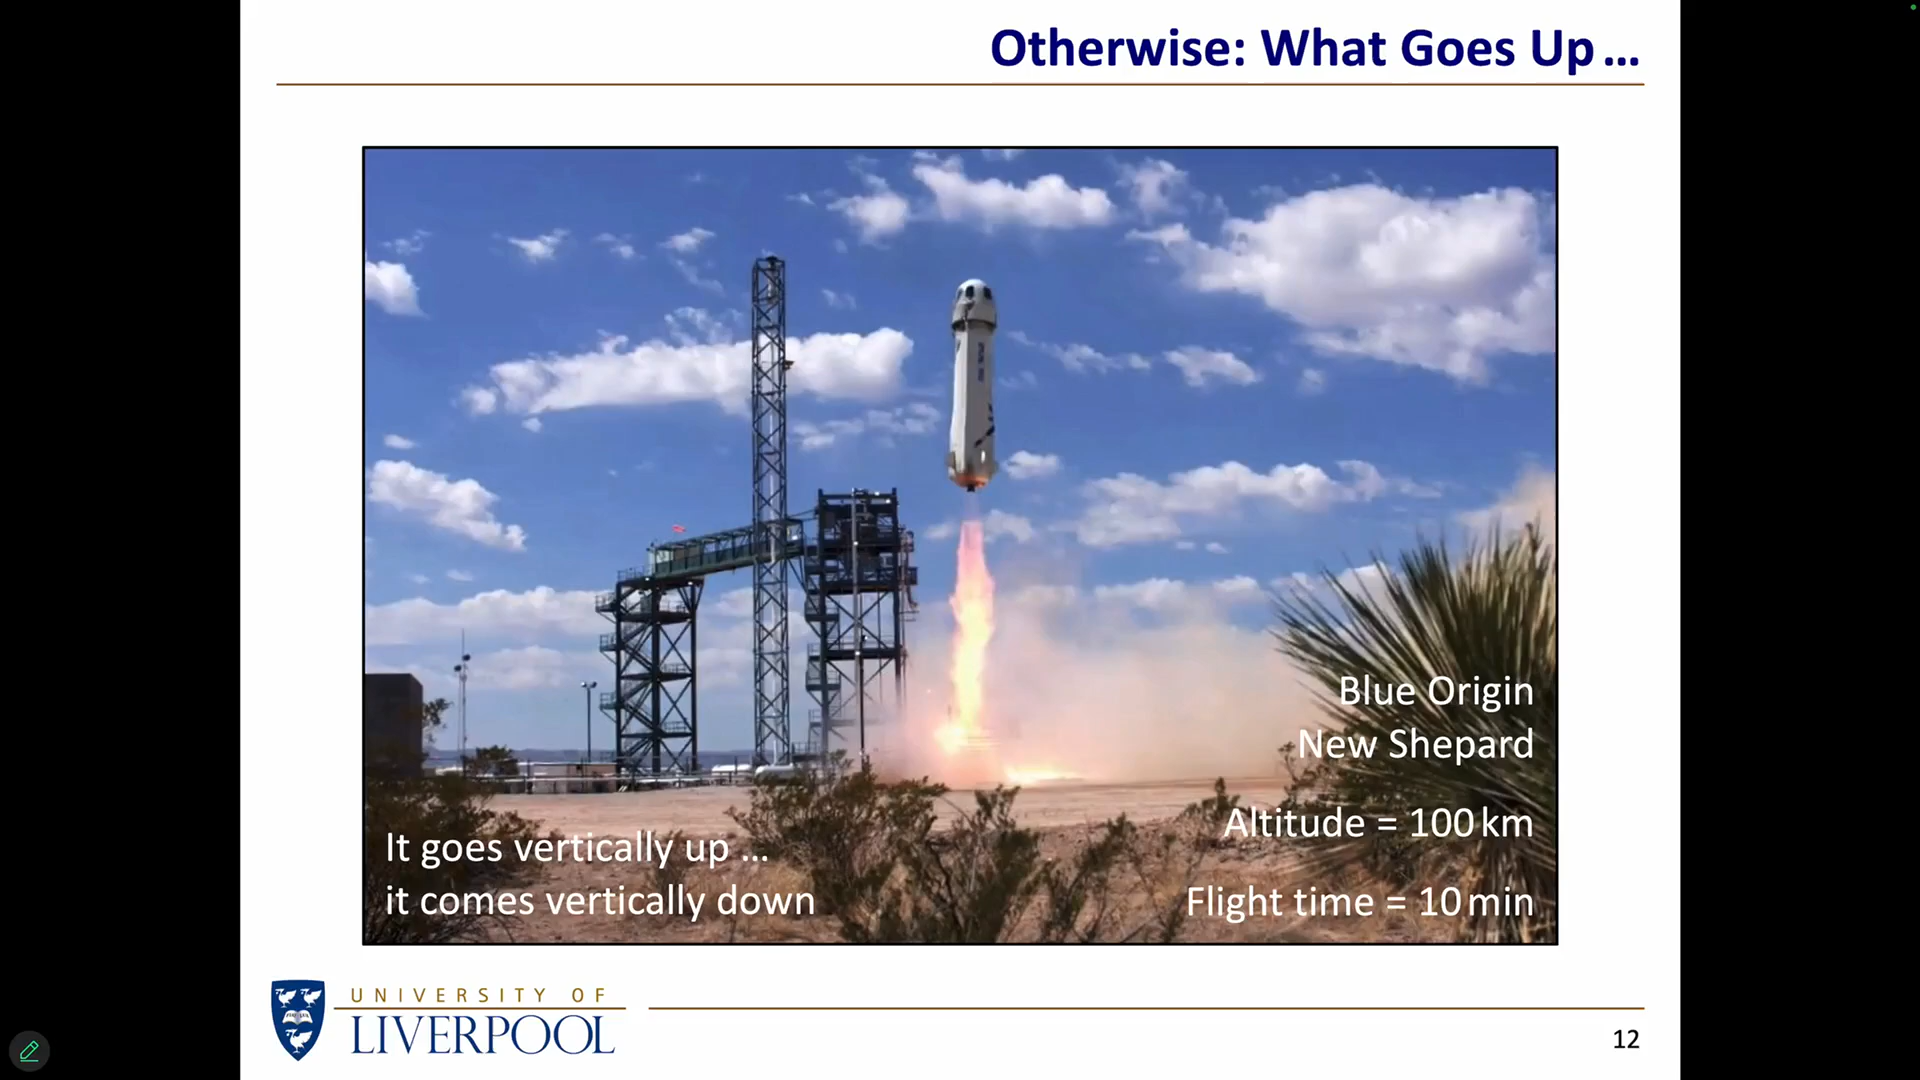 Otherwise: What Goes Up …
Blue Origin
New Shepard
Altitude = 100 km
Flight time = 10 min
It goes vertically up …
it comes vertically down
UNIVERSITY OF
LIVERPOOL
12